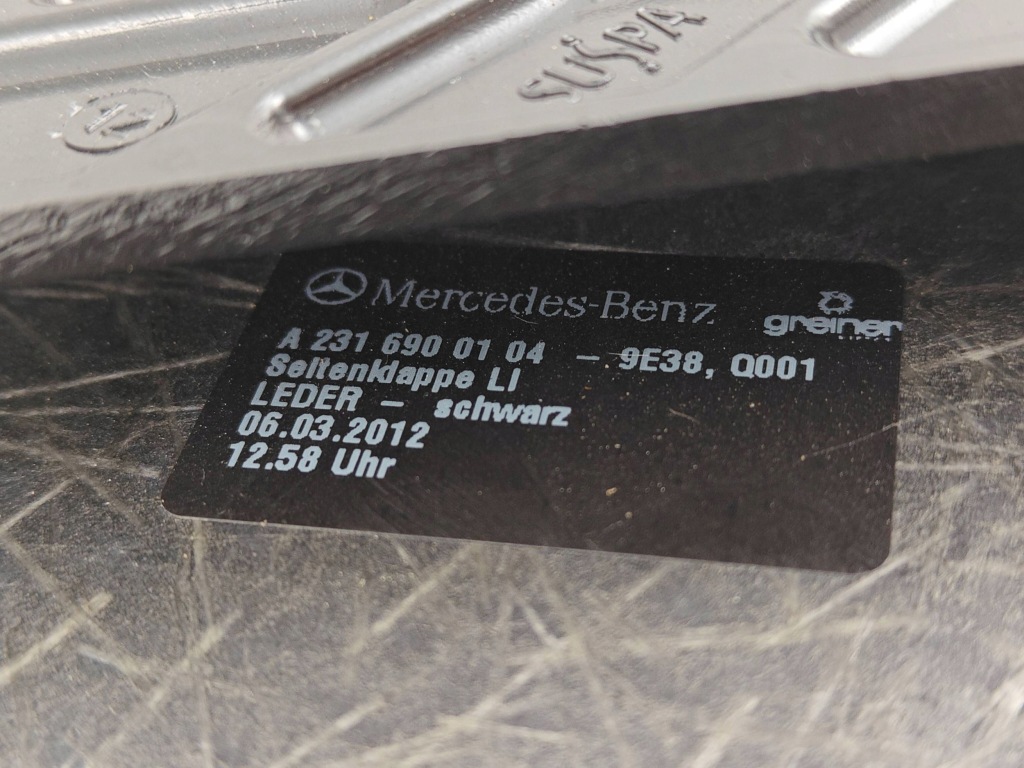 SUSPA
12
Mercedes-Benz
greiner
A 231 690 01 04 - 9E38, Q001
Seitenklappe LI
LEDER - schwarz
06.03.2012
12.58 Uhr